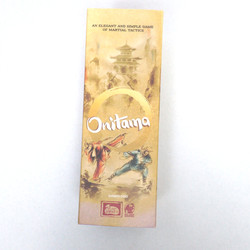 AN ELEGANT AND SIMPLE GAME
OF MARTIAL TACTICS
Onitama